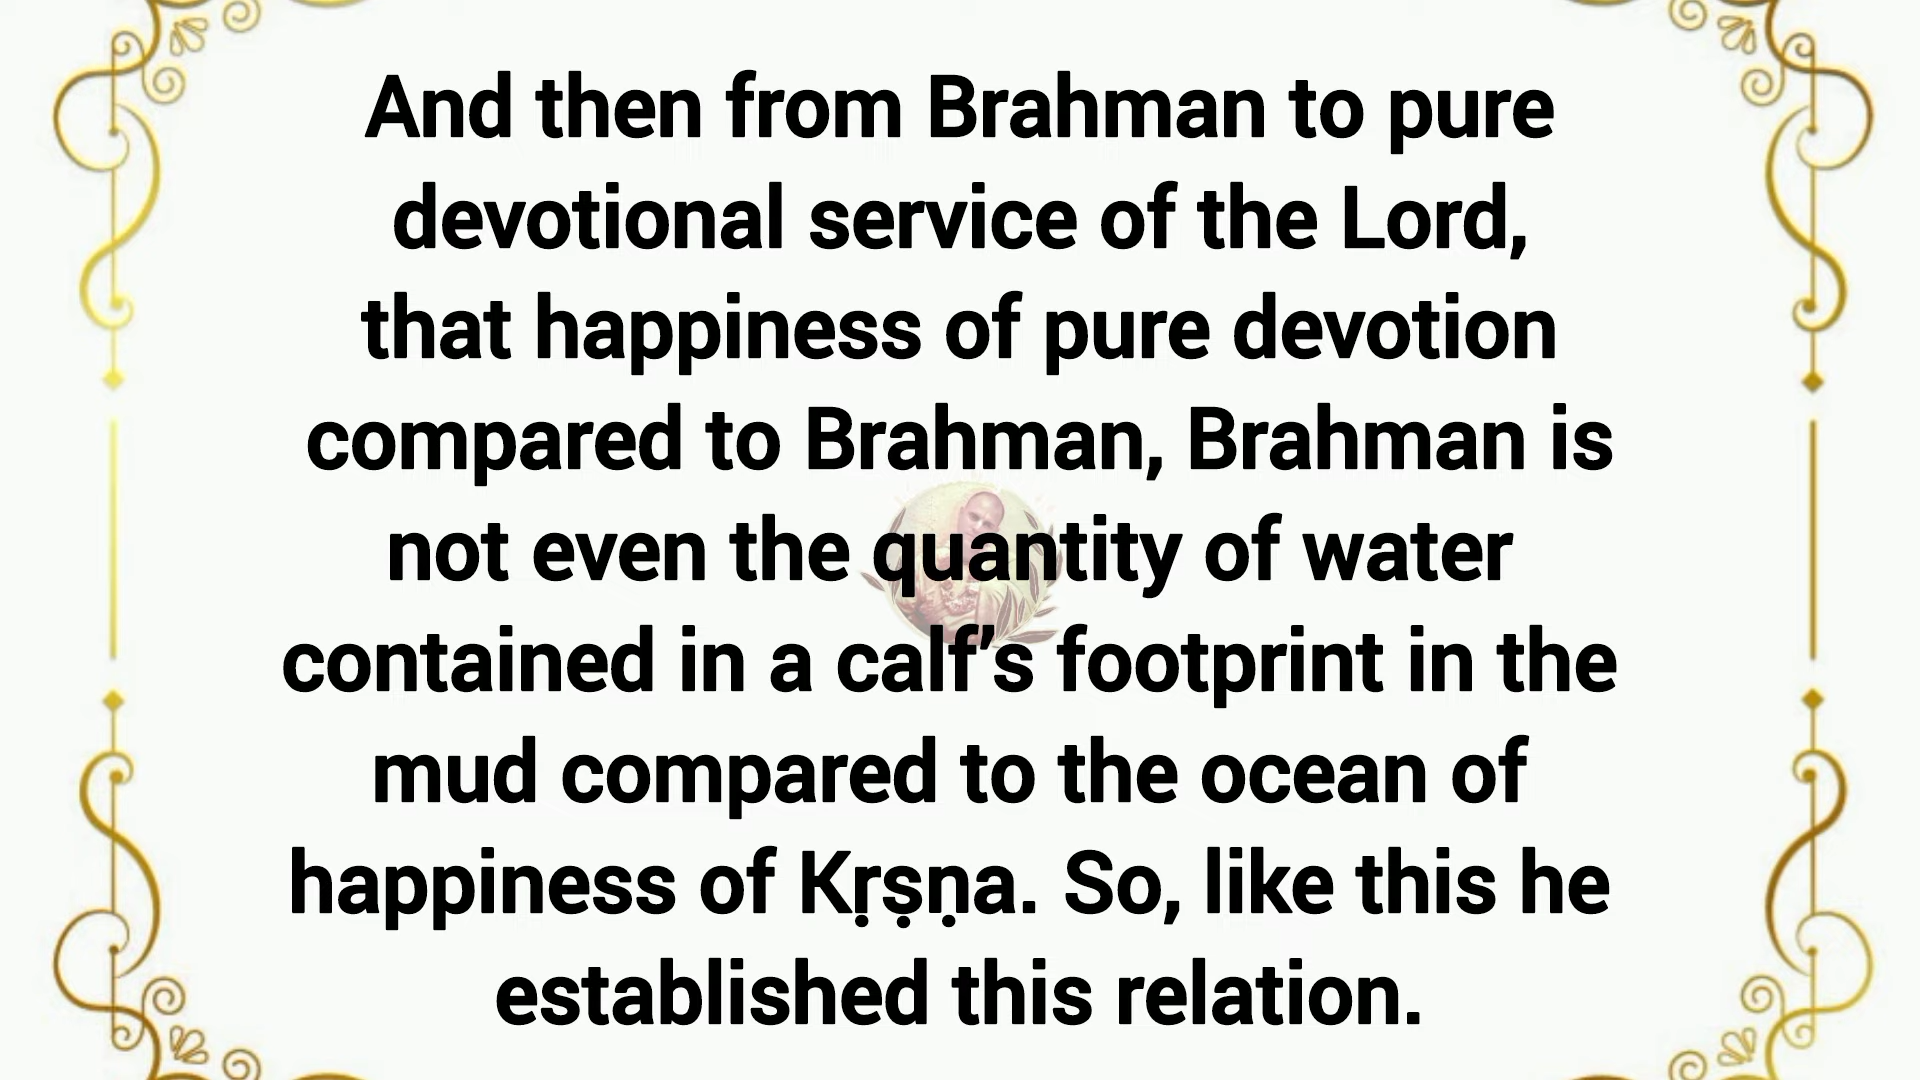 And then from Brahman to pure
devotional service of the Lord,
that happiness of pure devotion
compared to Brahman, Brahman is
not even the quantity of water
contained in a calf’s footprint in the
mud compared to the ocean of
happiness of Kṛṣṇa. So, like this he
established this relation.